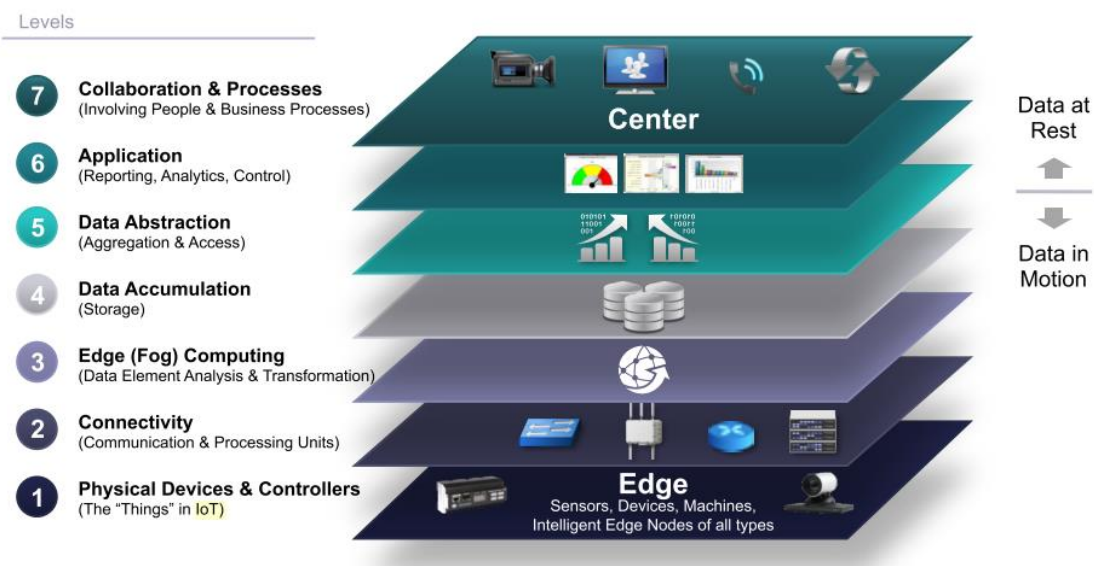 Levels
7
Collaboration & Processes
(Involving People & Business Processes)
6
Application
(Reporting, Analytics, Control)
5
Data Abstraction
(Aggregation & Access)
4
Data Accumulation
(Storage)
3
Edge (Fog) Computing
(Data Element Analysis & Transformation)
2
Connectivity
(Communication & Processing Units)
1
Physical Devices & Controllers
(The “Things” in IoT)
Center
010101
11001
001
Edge
Sensors, Devices, Machines,
Intelligent Edge Nodes of all types
Data at
Rest
Data in
Motion